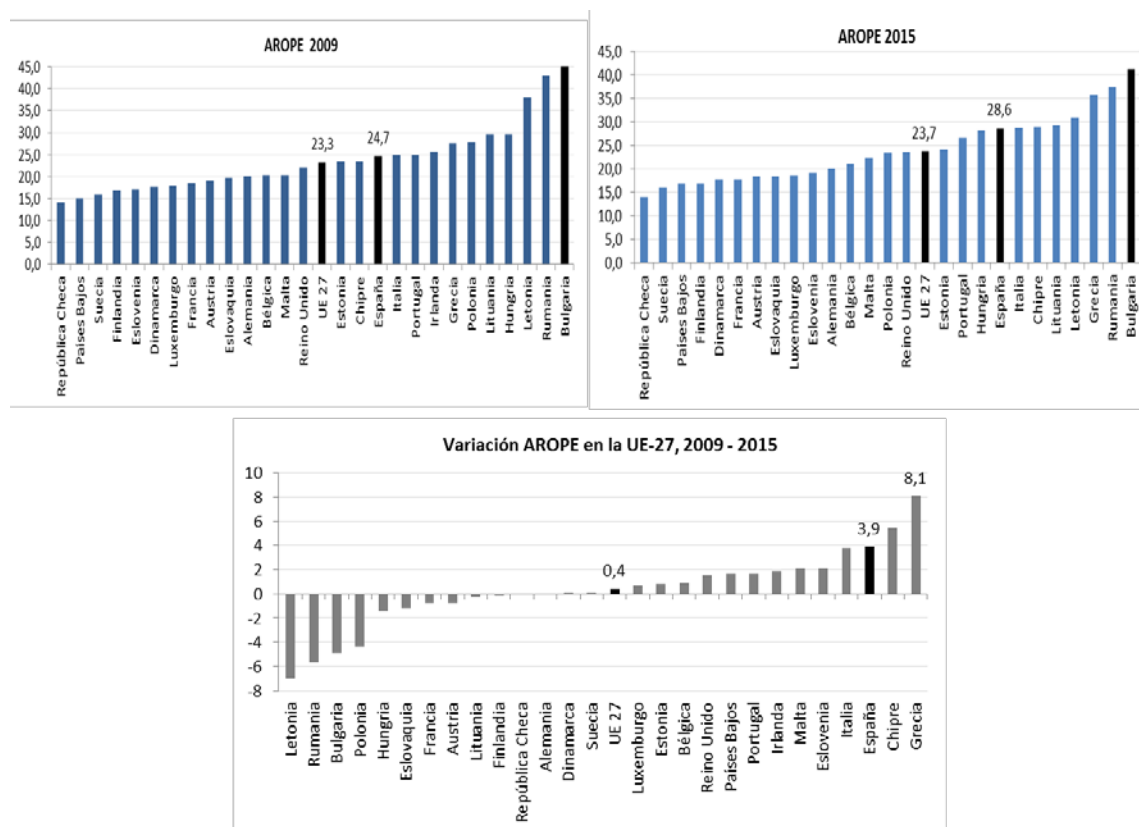 AROPE 2009
45,0
40,0
35,0
30,0
25,0
20,0
15,0
10,0
5,0
0,0
23,3
24,7
República Checa
Países Bajos
Suecia
Finlandia
Eslovenia
Dinamarca
Luxemburgo
Francia
Austria
Eslovaquia
Alemania
Bélgica
Malta
Reino Unido
UE 27
Estonia
Chipre
España
Italia
Portugal
Irlanda
Grecia
Polonia
Lituania
Hungria
Letonia
Rumania
Bulgaria
AROPE 2015
45,0
40,0
35,0
30,0
25,0
20,0
15,0
10,0
5,0
0,0
23,7
28,6
República Checa
Suecia
Países Bajos
Finlandia
Dinamarca
Francia
Austria
Eslovaquia
Luxemburgo
Eslovenia
Alemania
Bélgica
Malta
Polonia
Reino Unido
UE 27
Estonia
Portugal
Hungria
España
Italia
Chipre
Lituania
Letonia
Grecia
Rumania
Bulgaria
Variación AROPE en la UE-27, 2009 - 2015
10
8
6
4
2
0
-2
-4
-6
-8
0,4
3,9
8,1
Letonia
Rumania
Bulgaria
Polonia
Hungria
Eslovaquia
Francia
Austria
Lituania
Finlandia
República Checa
Alemania
Dinamarca
Suecia
UE 27
Luxemburgo
Estonia
Bélgica
Reino Unido
Países Bajos
Portugal
Irlanda
Malta
Eslovenia
Italia
España
Chipre
Grecia